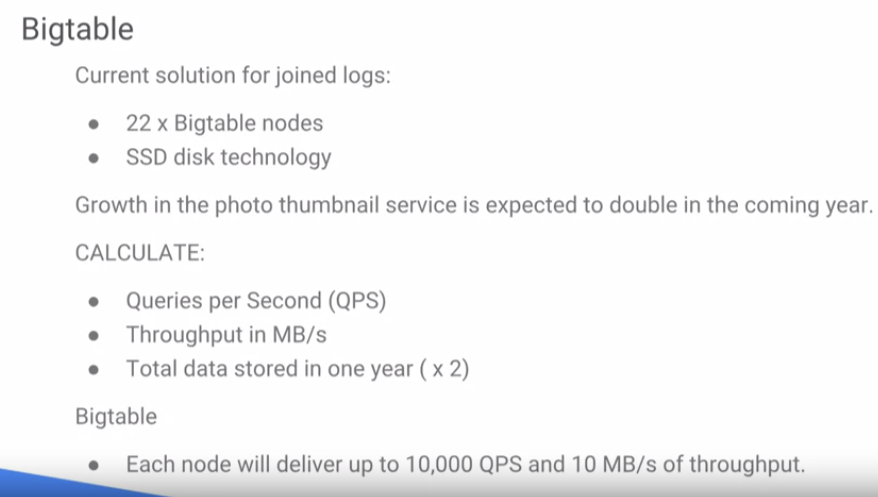 Bigtable
Current solution for joined logs:
● 22 x Bigtable nodes
● SSD disk technology
Growth in the photo thumbnail service is expected to double in the coming year.
CALCULATE:
● Queries per Second (QPS)
● Throughput in MB/s
● Total data stored in one year ( x 2)
Bigtable
● Each node will deliver up to 10,000 QPS and 10 MB/s of throughput.